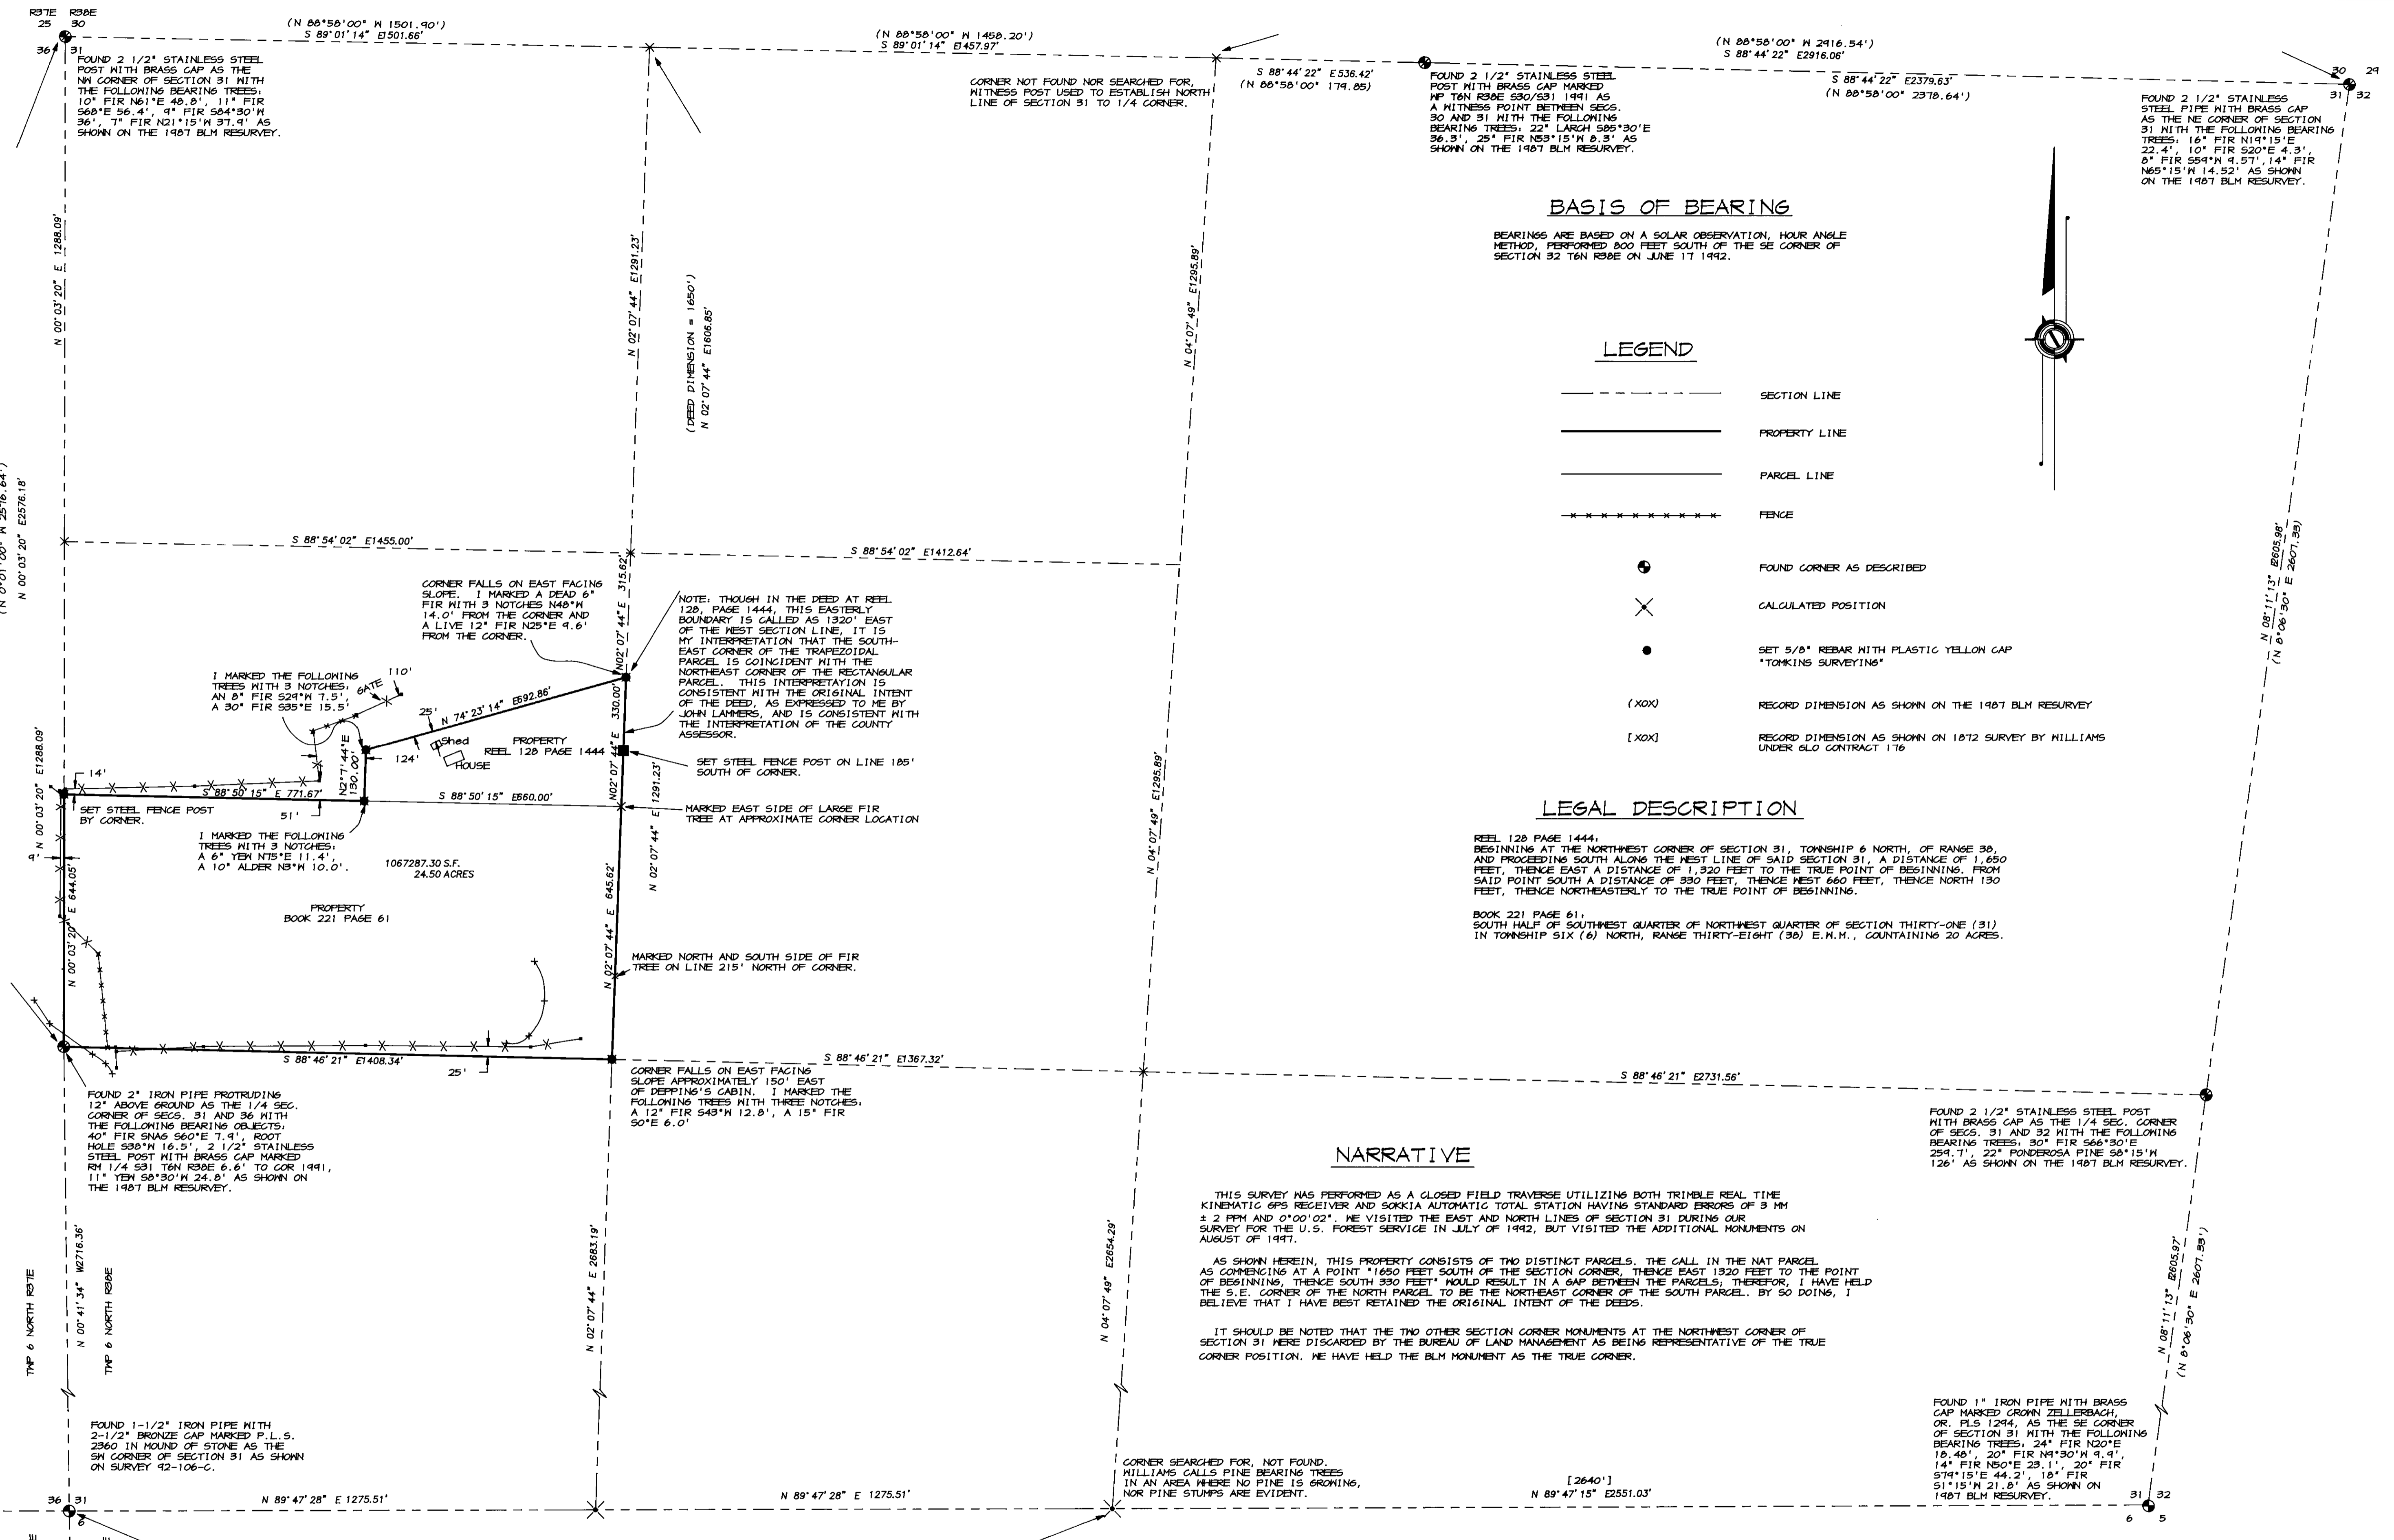 R37E R38E
25 30
36 31
(N 88°58'00" W 1501.90')
S 89°01'14" E1501.66'
(N 88°58'00" W 1458.20')
S 89°01'14" E1457.97'
(N 88°58'00" W 2916.54')
S 88°44'22" E2916.06'
S 88°44'22" E536.42'
(N 88°58'00" 179.85)
S 88°44'22" E2379.63'
(N 88°58'00" 2378.64')
30 29
31 32
FOUND 2 1/2" STAINLESS STEEL
POST WITH BRASS CAP AS THE
NW CORNER OF SECTION 31 WITH
THE FOLLOWING BEARING TREES:
10" FIR N61°E 48.8', 11" FIR
S68°E 56.4', 9" FIR S84°30'W
36', 7" FIR N21°15'W 37.9' AS
SHOWN ON THE 1987 BLM RESURVEY.
CORNER NOT FOUND NOR SEARCHED FOR,
WITNESS POST USED TO ESTABLISH NORTH
LINE OF SECTION 31 TO 1/4 CORNER.
FOUND 2 1/2" STAINLESS STEEL
POST WITH BRASS CAP MARKED
WP T6N R38E S30/S31 1991 AS
A WITNESS POINT BETWEEN SECS.
30 AND 31 WITH THE FOLLOWING
BEARING TREES: 22" LARCH S85°30'E
36.3', 25" FIR N53°15'W 8.3' AS
SHOWN ON THE 1987 BLM RESURVEY.
FOUND 2 1/2" STAINLESS
STEEL PIPE WITH BRASS CAP
AS THE NE CORNER OF SECTION
31 WITH THE FOLLOWING BEARING
TREES: 16" FIR N19°15'E
22.4', 10" FIR S20°E 4.3',
8" FIR S59°W 9.57', 14" FIR
N65°15'W 14.52' AS SHOWN
ON THE 1987 BLM RESURVEY.
BASIS OF BEARING
BEARINGS ARE BASED ON A SOLAR OBSERVATION, HOUR ANGLE
METHOD, PERFORMED 800 FEET SOUTH OF THE SE CORNER OF
SECTION 32 T6N R38E ON JUNE 17 1992.
LEGEND
SECTION LINE
PROPERTY LINE
PARCEL LINE
FENCE
FOUND CORNER AS DESCRIBED
CALCULATED POSITION
SET 5/8" REBAR WITH PLASTIC YELLOW CAP
"TOMKINS SURVEYING"
(XOX) RECORD DIMENSION AS SHOWN ON THE 1987 BLM RESURVEY
[XOX] RECORD DIMENSION AS SHOWN ON 1872 SURVEY BY WILLIAMS
UNDER GLO CONTRACT 176
N 00°03'20" E 1288.09'
N 02°07'44" E1291.23'
(DEED DIMENSION = 1650')
N 02°07'44" E1606.85'
N 04°07'49" E1295.89'
(N 0°01'00" W 2576.64')
N 00°03'20" E2576.18'
N 08°11'13" E2605.98'
(N 8°06'30" E 2607.33)
S 88°54'02" E1455.00'
S 88°54'02" E1412.64'
N02°07'44" E 315.62'
CORNER FALLS ON EAST FACING
SLOPE. I MARKED A DEAD 6"
FIR WITH 3 NOTCHES N48°W
14.0' FROM THE CORNER AND
A LIVE 12" FIR N25°E 9.6'
FROM THE CORNER.
NOTE: THOUGH IN THE DEED AT REEL
128, PAGE 1444, THIS EASTERLY
BOUNDARY IS CALLED AS 1320' EAST
OF THE WEST SECTION LINE, IT IS
MY INTERPRETATION THAT THE SOUTH-
EAST CORNER OF THE TRAPEZOIDAL
PARCEL IS COINCIDENT WITH THE
NORTHEAST CORNER OF THE RECTANGULAR
PARCEL. THIS INTERPRETAYION IS
CONSISTENT WITH THE ORIGINAL INTENT
OF THE DEED, AS EXPRESSED TO ME BY
JOHN LAMMERS, AND IS CONSISTENT WITH
THE INTERPRETATION OF THE COUNTY
ASSESSOR.
I MARKED THE FOLLOWING
TREES WITH 3 NOTCHES,
AN 8" FIR S29°W 7.5',
A 30" FIR S35°E 15.5'
GATE
110'
25'
N 74°23'14" E692.86'
Shed
HOUSE
PROPERTY
REEL 128 PAGE 1444
124'
N2°7'44"E
130.00'
N02°07'44" E 330.00'
SET STEEL FENCE POST ON LINE 185'
SOUTH OF CORNER.
14'
S 88°50'15" E 771.67'
S 88°50'15" E660.00'
51'
SET STEEL FENCE POST
BY CORNER.
MARKED EAST SIDE OF LARGE FIR
TREE AT APPROXIMATE CORNER LOCATION
N 00°03'20" E1288.09'
N 02°07'44" E 1291.23'
N 04°07'49" E1295.89'
9'
I MARKED THE FOLLOWING
TREES WITH 3 NOTCHES:
A 6" YEW N75°E 11.4',
A 10" ALDER N3°W 10.0'.
1067287.30 S.F.
24.50 ACRES
PROPERTY
BOOK 221 PAGE 61
N 00°03'20" E 644.05'
N 02°07'44" E 645.62'
MARKED NORTH AND SOUTH SIDE OF FIR
TREE ON LINE 215' NORTH OF CORNER.
LEGAL DESCRIPTION
REEL 128 PAGE 1444:
BEGINNING AT THE NORTHWEST CORNER OF SECTION 31, TOWNSHIP 6 NORTH, OF RANGE 38,
AND PROCEEDING SOUTH ALONG THE WEST LINE OF SAID SECTION 31, A DISTANCE OF 1,650
FEET, THENCE EAST A DISTANCE OF 1,320 FEET TO THE TRUE POINT OF BEGINNING. FROM
SAID POINT SOUTH A DISTANCE OF 330 FEET, THENCE WEST 660 FEET, THENCE NORTH 130
FEET, THENCE NORTHEASTERLY TO THE TRUE POINT OF BEGINNING.
BOOK 221 PAGE 61:
SOUTH HALF OF SOUTHWEST QUARTER OF NORTHWEST QUARTER OF SECTION THIRTY-ONE (31)
IN TOWNSHIP SIX (6) NORTH, RANGE THIRTY-EIGHT (38) E.W.M., COUNTAINING 20 ACRES.
S 88°46'21" E1408.34'
25'
S 88°46'21" E1367.32'
S 88°46'21" E2731.56'
FOUND 2" IRON PIPE PROTRUDING
12" ABOVE GROUND AS THE 1/4 SEC.
CORNER OF SECS. 31 AND 36 WITH
THE FOLLOWING BEARING OBJECTS:
40" FIR SNAG S60°E 7.9', ROOT
HOLE S38°W 16.5', 2 1/2" STAINLESS
STEEL POST WITH BRASS CAP MARKED
RM 1/4 S31 T6N R38E 6.6' TO COR 1991,
11" YEW S8°30'W 24.8' AS SHOWN ON
THE 1987 BLM RESURVEY.
CORNER FALLS ON EAST FACING
SLOPE APPROXIMATELY 150' EAST
OF DEPPING'S CABIN. I MARKED THE
FOLLOWING TREES WITH THREE NOTCHES:
A 12" FIR S43°W 12.8', A 15" FIR
S0°E 6.0'
FOUND 2 1/2" STAINLESS STEEL POST
WITH BRASS CAP AS THE 1/4 SEC. CORNER
OF SECS. 31 AND 32 WITH THE FOLLOWING
BEARING TREES: 30" FIR S66°30'E
259.7', 22" PONDEROSA PINE S8°15'W
126' AS SHOWN ON THE 1987 BLM RESURVEY.
NARRATIVE
THIS SURVEY WAS PERFORMED AS A CLOSED FIELD TRAVERSE UTILIZING BOTH TRIMBLE REAL TIME
KINEMATIC GPS RECEIVER AND SOKKIA AUTOMATIC TOTAL STATION HAVING STANDARD ERRORS OF 3 MM
± 2 PPM AND 0°00'02". WE VISITED THE EAST AND NORTH LINES OF SECTION 31 DURING OUR
SURVEY FOR THE U.S. FOREST SERVICE IN JULY OF 1992, BUT VISITED THE ADDITIONAL MONUMENTS ON
AUGUST OF 1997.
AS SHOWN HEREIN, THIS PROPERTY CONSISTS OF TWO DISTINCT PARCELS. THE CALL IN THE NAT PARCEL
AS COMMENCING AT A POINT "1650 FEET SOUTH OF THE SECTION CORNER, THENCE EAST 1320 FEET TO THE POINT
OF BEGINNING, THENCE SOUTH 330 FEET" WOULD RESULT IN A GAP BETWEEN THE PARCELS; THEREFOR, I HAVE HELD
THE S.E. CORNER OF THE NORTH PARCEL TO BE THE NORTHEAST CORNER OF THE SOUTH PARCEL. BY SO DOING, I
BELIEVE THAT I HAVE BEST RETAINED THE ORIGINAL INTENT OF THE DEEDS.
IT SHOULD BE NOTED THAT THE TWO OTHER SECTION CORNER MONUMENTS AT THE NORTHWEST CORNER OF
SECTION 31 WERE DISCARDED BY THE BUREAU OF LAND MANAGEMENT AS BEING REPRESENTATIVE OF THE TRUE
CORNER POSITION. WE HAVE HELD THE BLM MONUMENT AS THE TRUE CORNER.
TWP 6 NORTH R37E
N 00°41'34" W2716.36'
TWP 6 NORTH R38E
N 02°07'44" E 2683.19'
N 04°07'49" E2654.29'
N 08°11'13" E2605.97'
(N 8°06'30" E 2607.33')
FOUND 1-1/2" IRON PIPE WITH
2-1/2" BRONZE CAP MARKED P.L.S.
2360 IN MOUND OF STONE AS THE
SW CORNER OF SECTION 31 AS SHOWN
ON SURVEY 92-106-C.
CORNER SEARCHED FOR, NOT FOUND.
WILLIAMS CALLS PINE BEARING TREES
IN AN AREA WHERE NO PINE IS GROWING,
NOR PINE STUMPS ARE EVIDENT.
FOUND 1" IRON PIPE WITH BRASS
CAP MARKED CROWN ZELLERBACH,
OR. PLS 1294, AS THE SE CORNER
OF SECTION 31 WITH THE FOLLOWING
BEARING TREES: 24" FIR N20°E
18.48', 20" FIR N9°30'W 9.9',
14" FIR N50°E 23.1', 20" FIR
S79°15'E 44.2', 18" FIR
S1°15'W 21.8' AS SHOWN ON
1987 BLM RESURVEY.
36 31
6
N 89°47'28" E 1275.51'
N 89°47'28" E 1275.51'
[2640']
N 89°47'15" E2551.03'
31 32
6 5